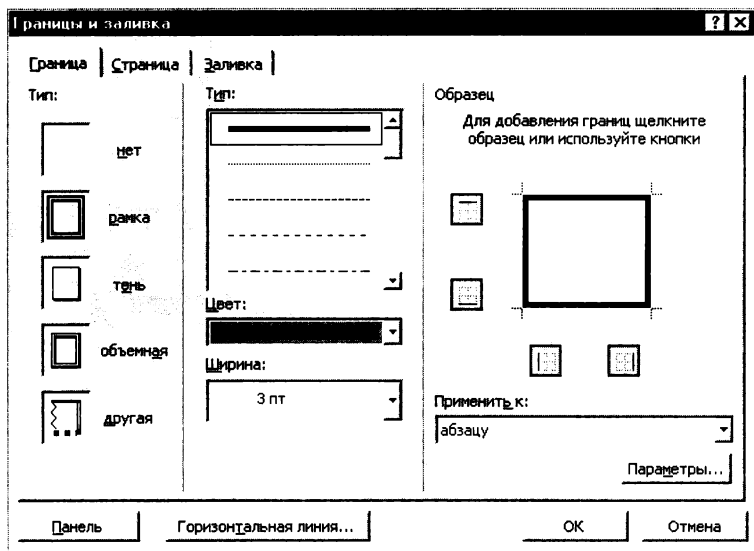 Границы и заливка
Граница
Страница
Заливка
Тип:
нет
рамка
тень
объемная
другая
Тип:
Цвет:
Ширина:
3 пт
Образец
Для добавления границ щелкните
образец или используйте кнопки
Применить к:
абзацу
Параметры...
Панель
Горизонтальная линия...
ОК
Отмена